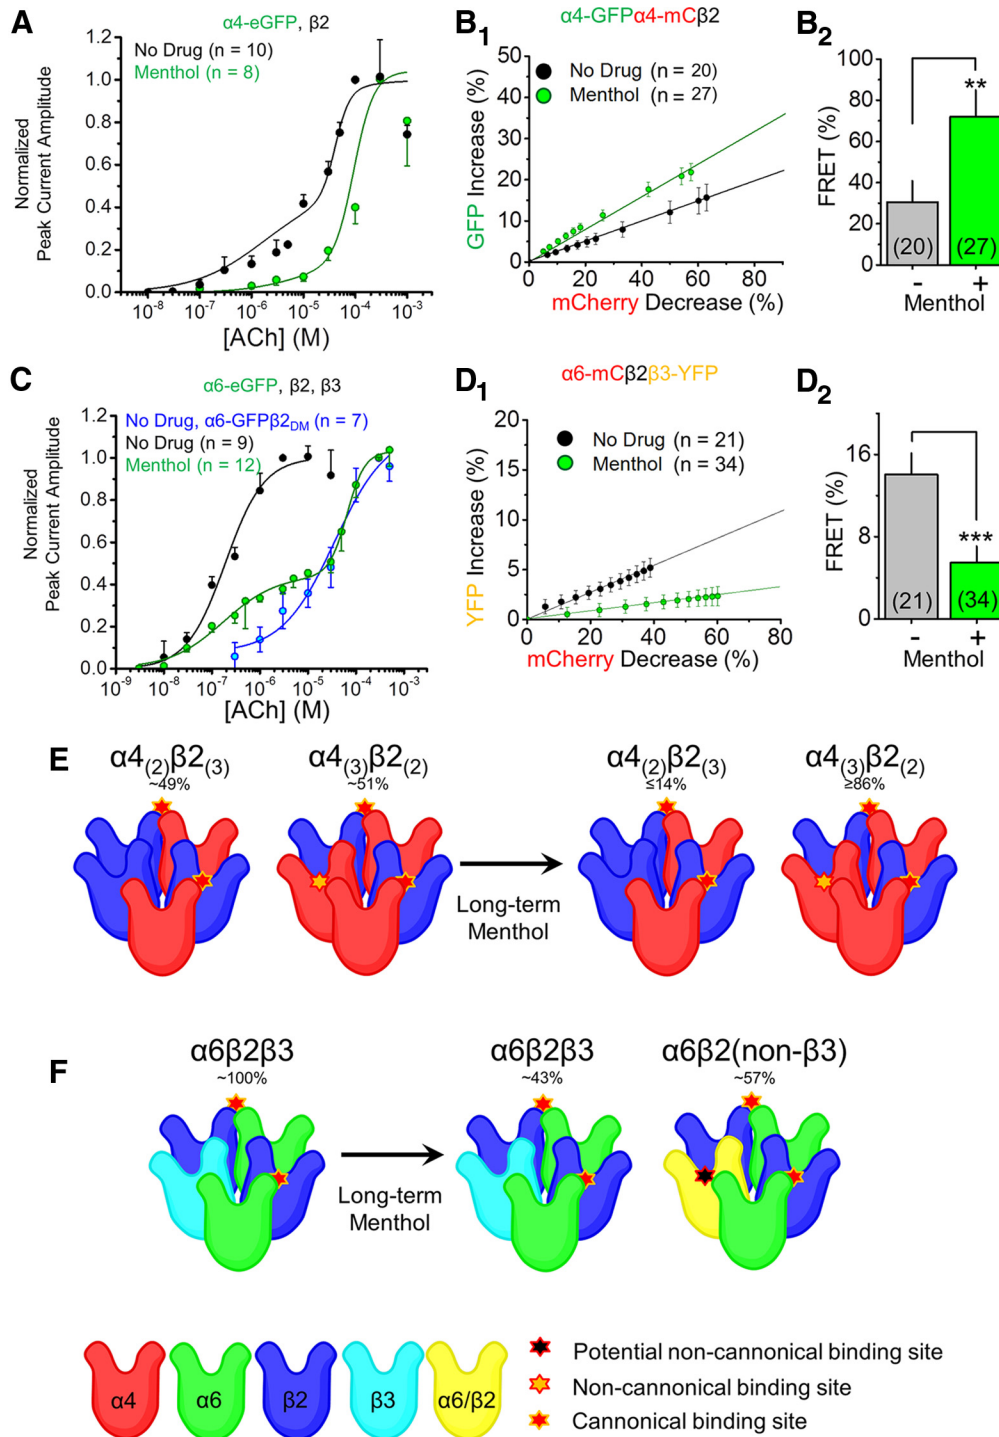 A
α4-eGFP, β2
No Drug (n = 10)
Menthol (n = 8)
Normalized
Peak Current Amplitude
1.2
1.0
0.8
0.6
0.4
0.2
0.0
10⁻⁸ 10⁻⁷ 10⁻⁶ 10⁻⁵ 10⁻⁴ 10⁻³
[ACh] (M)
B₁
α4-GFPα4-mCβ2
No Drug (n = 20)
Menthol (n = 27)
GFP Increase (%)
50
40
30
20
10
0
0 20 40 60 80
mCherry Decrease (%)
B₂
FRET (%)
100
80
60
40
20
0
**
(20) (27)
- +
Menthol
C
α6-eGFP, β2, β3
No Drug, α6-GFPβ2DM (n = 7)
No Drug (n = 9)
Menthol (n = 12)
Normalized
Peak Current Amplitude
1.2
1.0
0.8
0.6
0.4
0.2
0.0
10⁻⁹ 10⁻⁸ 10⁻⁷ 10⁻⁶ 10⁻⁵ 10⁻⁴ 10⁻³
[ACh] (M)
D₁
α6-mCβ2β3-YFP
No Drug (n = 21)
Menthol (n = 34)
YFP Increase (%)
20
15
10
5
0
0 20 40 60 80
mCherry Decrease (%)
D₂
FRET (%)
16
8
0
***
(21) (34)
- +
Menthol
E
α4(2)β2(3)
~49%
α4(3)β2(2)
~51%
Long-term
Menthol
α4(2)β2(3)
≤14%
α4(3)β2(2)
≥86%
F
α6β2β3
~100%
Long-term
Menthol
α6β2β3
~43%
α6β2(non-β3)
~57%
α4 α6 β2 β3 α6/β2
Potential non-canonical binding site
Non-cannonical binding site
Cannonical binding site